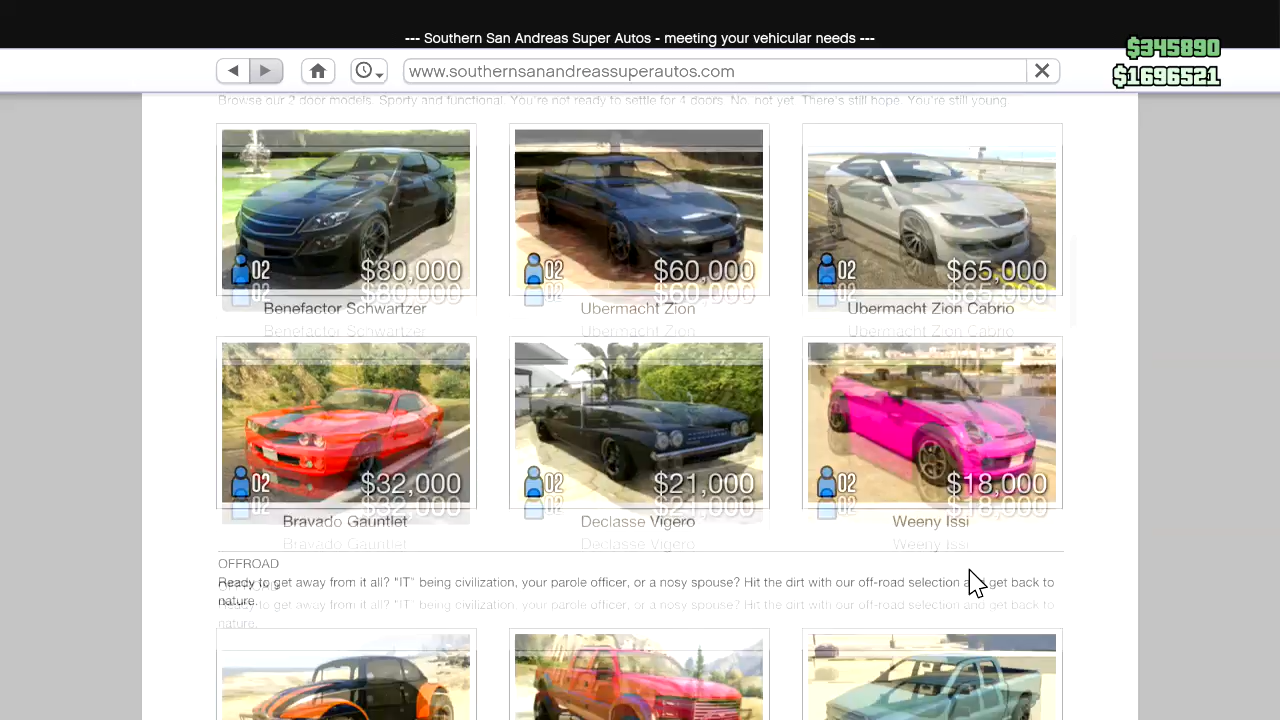 --- Southern San Andreas Super Autos - meeting your vehicular needs ---
$345890
www.southernsanandreassuperautos.com
$1696521
Browse our 2 door models. Sporty and functional. You're not ready to settle for 4 doors. No, not yet. There's still hope. You're still young.
02 $80,000
02 $60,000
02 $65,000
Benefactor Schwartzer
Ubermacht Zion
Ubermacht Zion Cabrio
02 $32,000
02 $21,000
02 $18,000
Bravado Gauntlet
Declasse Vigero
Weeny Issi
OFFROAD
Ready to get away from it all? "IT" being civilization, your parole officer, or a nosy spouse? Hit the dirt with our off-road selection and get back to
nature.